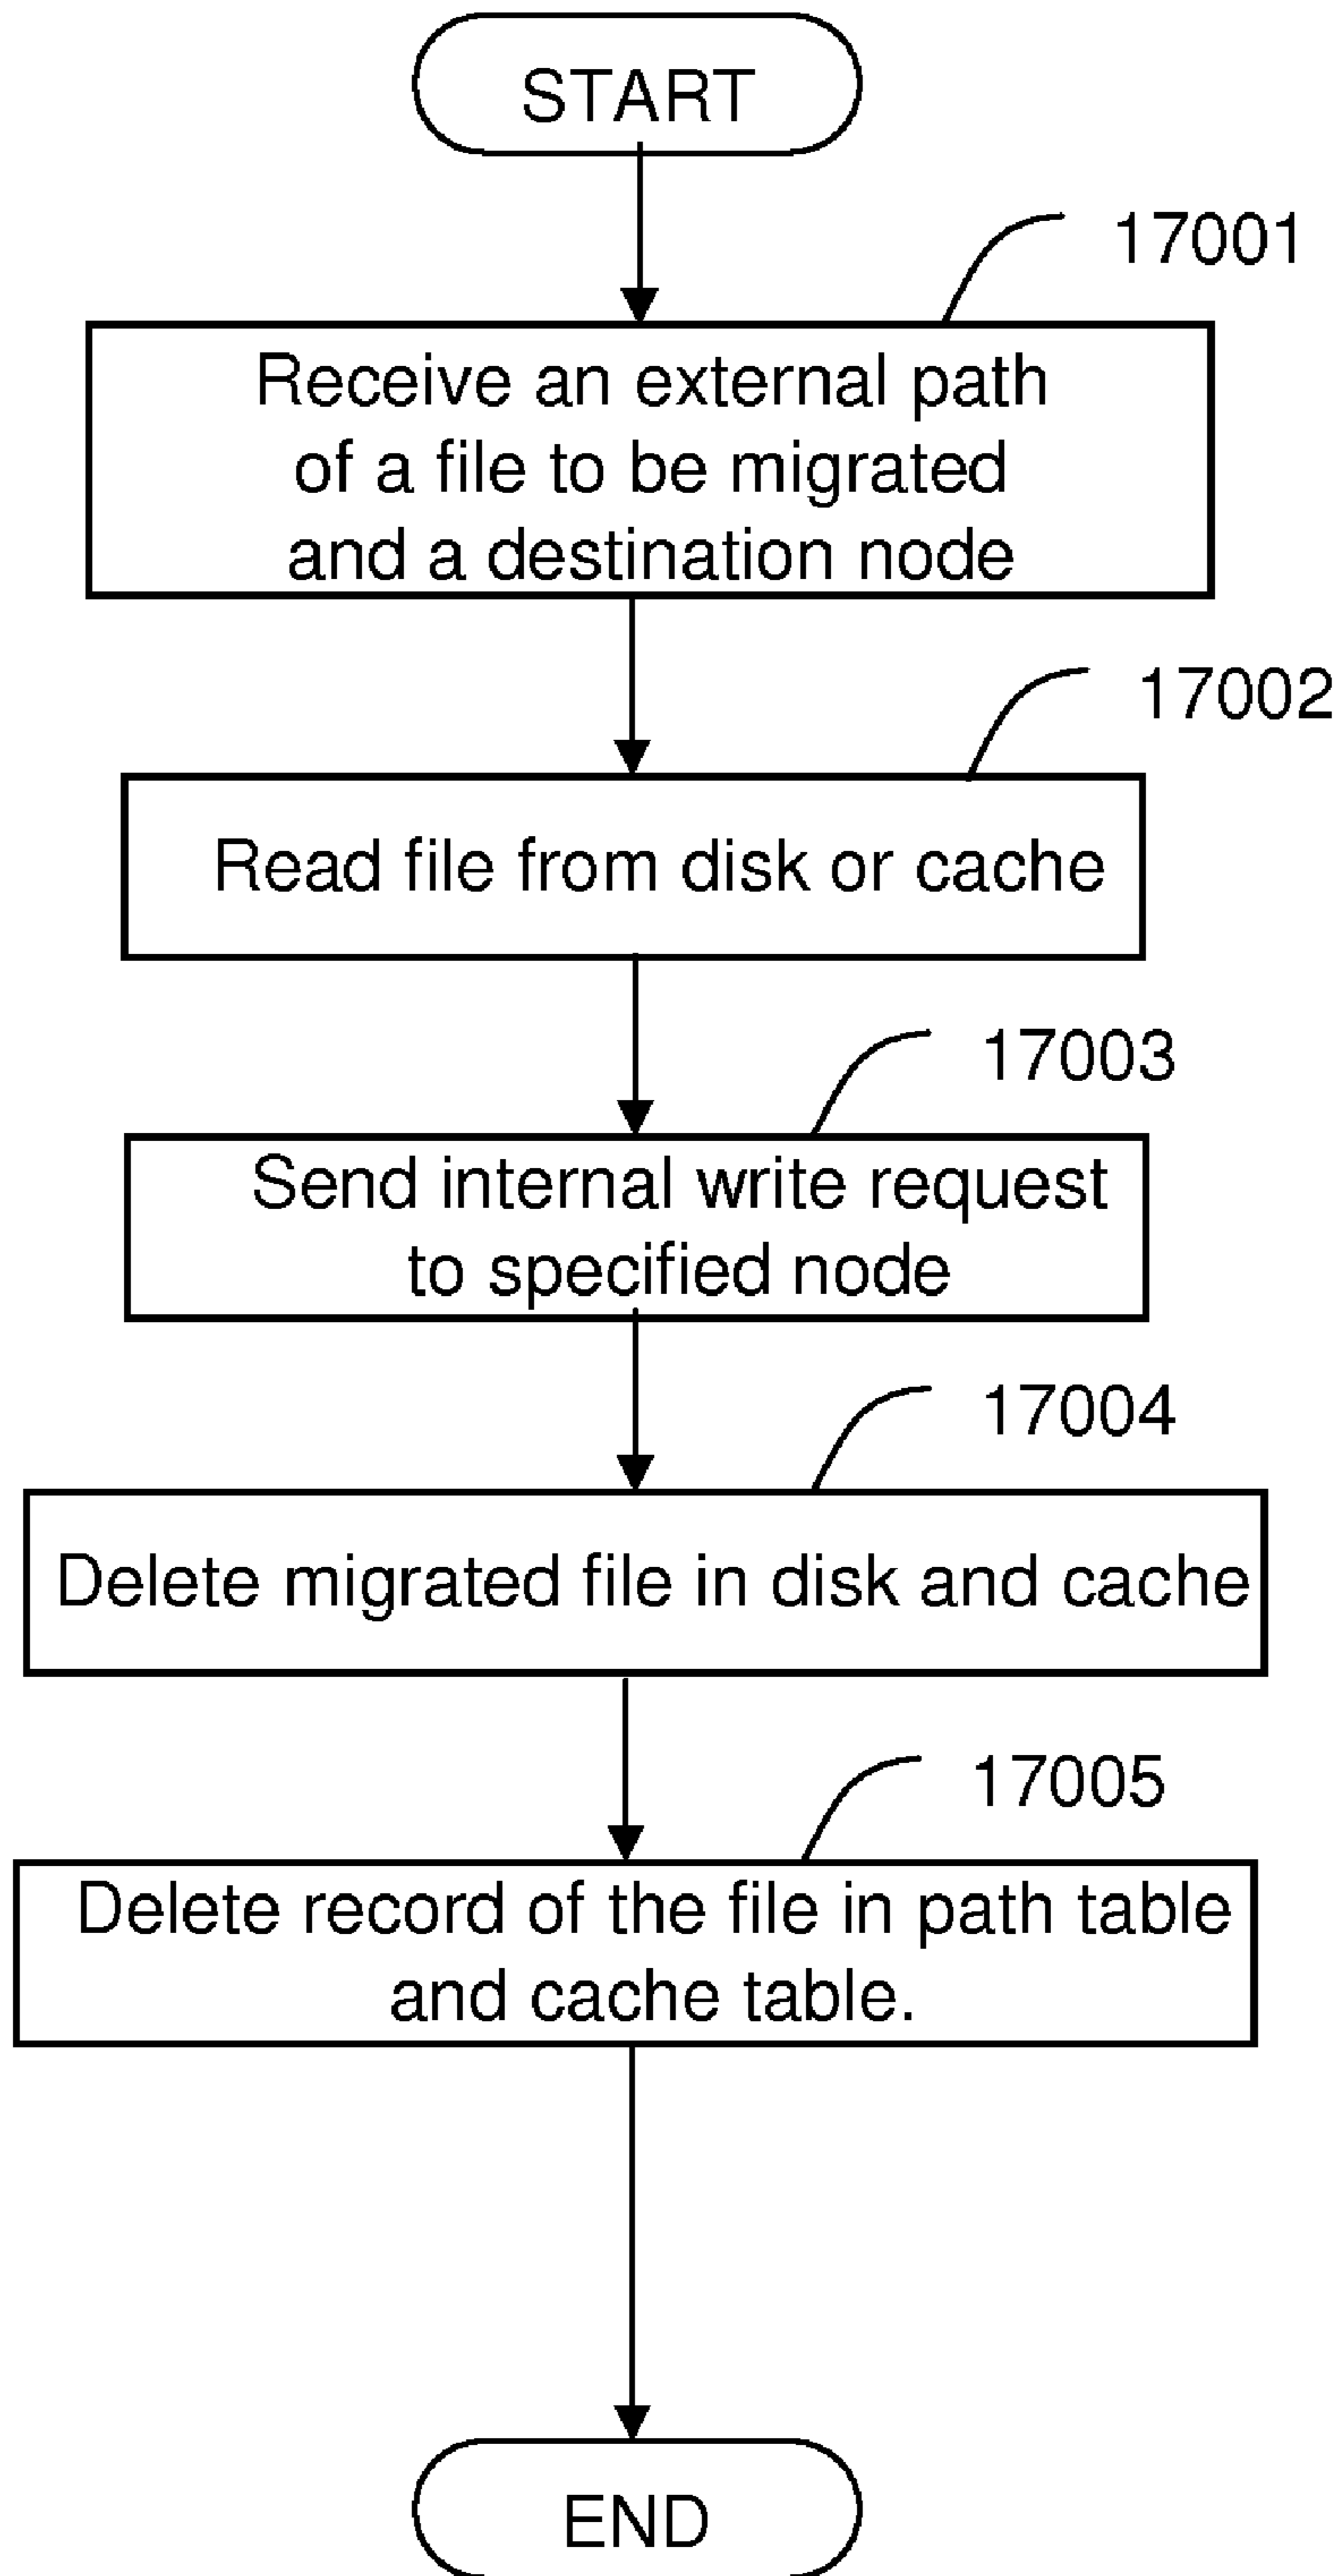 START
17001
Receive an external path
of a file to be migrated
and a destination node
17002
Read file from disk or cache
17003
Send internal write request
to specified node
17004
Delete migrated file in disk and cache
17005
Delete record of the file in path table
and cache table.
END